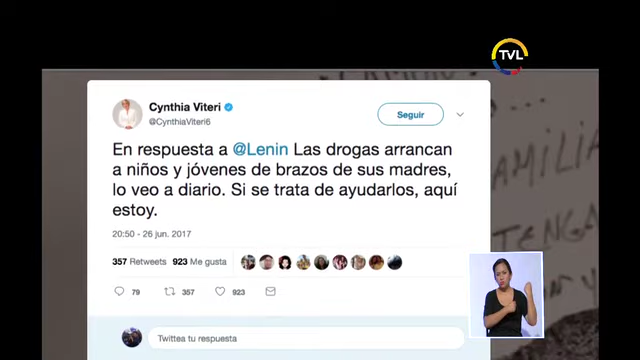 TVL
Cynthia Viteri
@CynthiaViteri6
Seguir
En respuesta a @Lenin Las drogas arrancan
a niños y jóvenes de brazos de sus madres,
lo veo a diario. Si se trata de ayudarlos, aquí
estoy.
20:50 - 26 jun. 2017
357 Retweets 923 Me gusta
79 357 923
Twittea tu respuesta